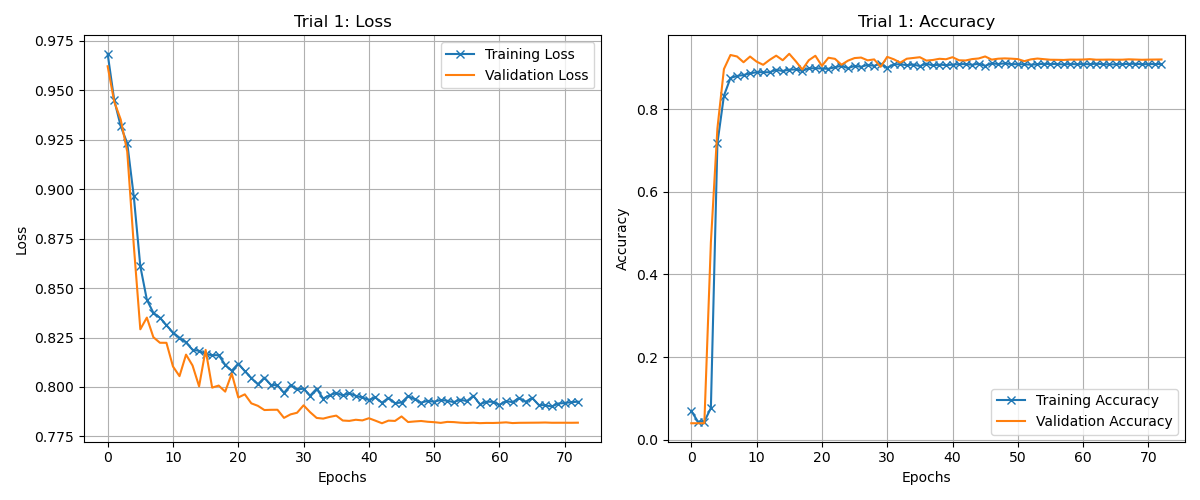 Trial 1: Loss
0.975
0.950
0.925
0.900
0.875
0.850
0.825
0.800
0.775
Loss
Training Loss
Validation Loss
0 10 20 30 40 50 60 70
Epochs
Trial 1: Accuracy
0.8
0.6
0.4
0.2
0.0
Accuracy
Training Accuracy
Validation Accuracy
0 10 20 30 40 50 60 70
Epochs